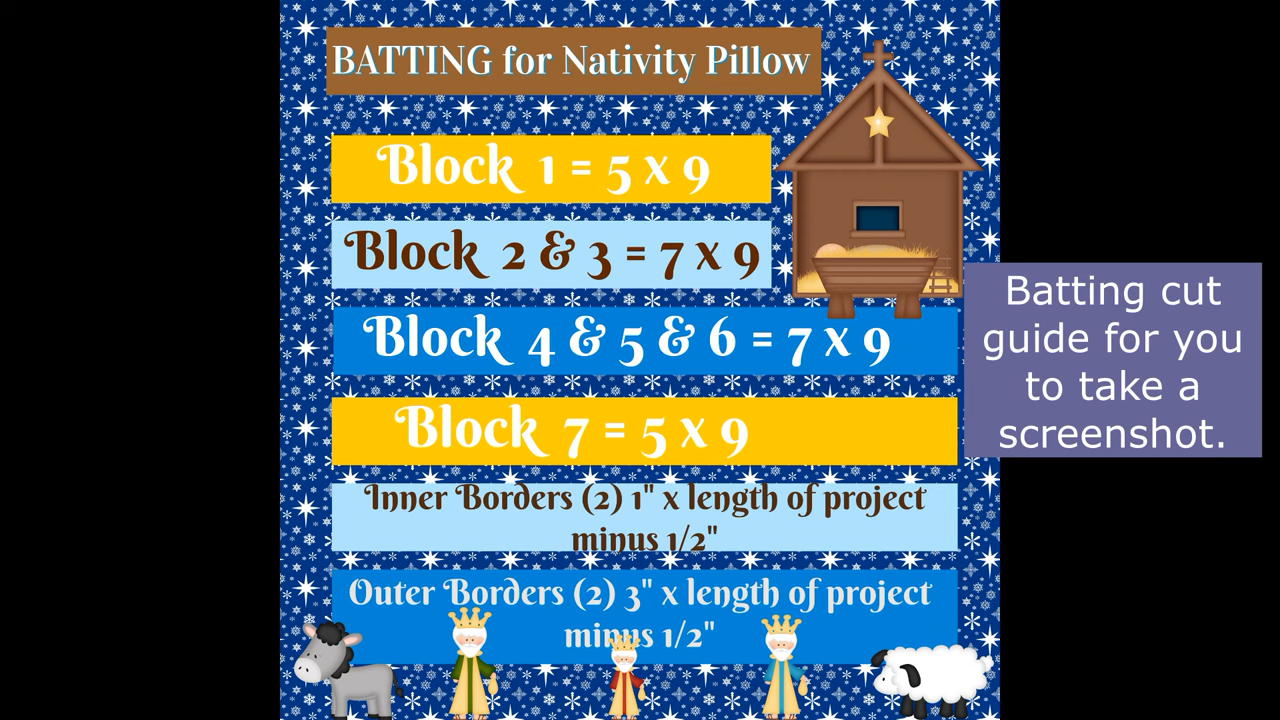 BATTING for Nativity Pillow
Block 1 = 5 x 9
Block 2 & 3 = 7 x 9
Block 4 & 5 & 6 = 7 x 9
Block 7 = 5 x 9
Inner Borders (2) 1" x length of project
minus 1/2"
Outer Borders (2) 3" x length of project
minus 1/2"
Batting cut
guide for you
to take a
screenshot.